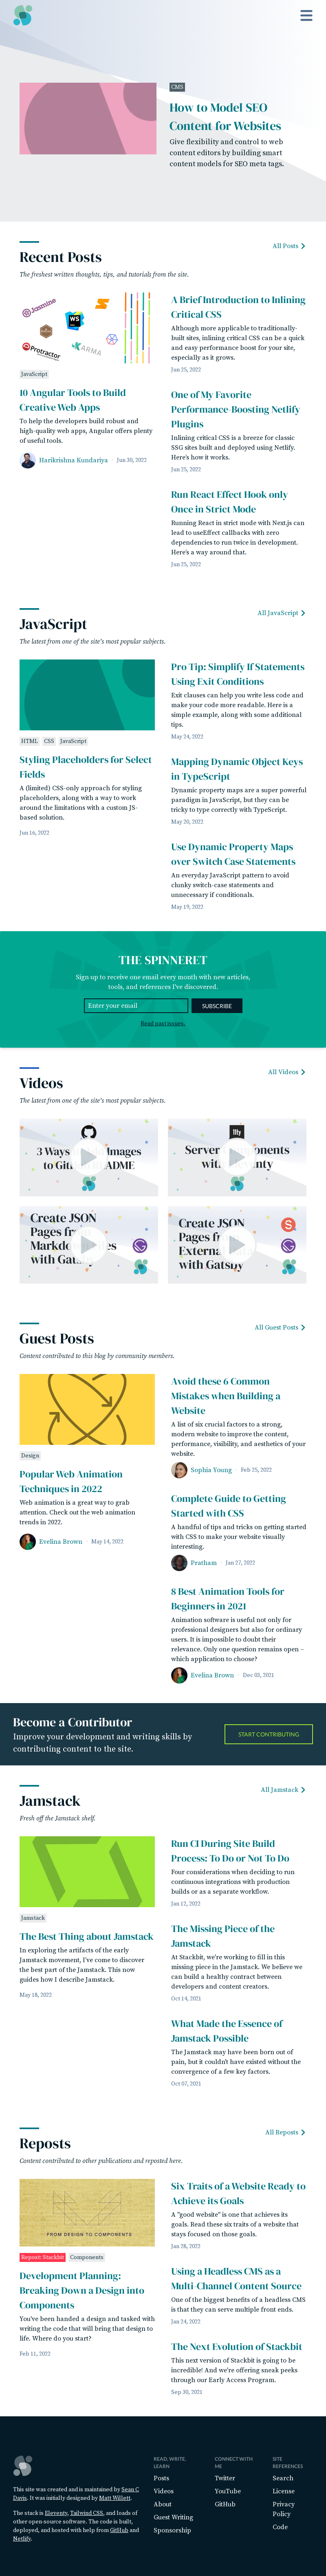 CMS
How to Model SEO
Content for Websites
Give flexibility and control to web
content editors by building smart
content models for SEO meta tags.
Recent Posts
All Posts
The freshest written thoughts, tips, and tutorials from the site.
Jasmine
WS
KARMA
Protractor
JavaScript
10 Angular Tools to Build
Creative Web Apps
To help the developers build robust and
high-quality web apps, Angular offers plenty
of useful tools.
Harikrishna Kundariya · Jun 30, 2022
A Brief Introduction to Inlining
Critical CSS
Although more applicable to traditionally-
built sites, inlining critical CSS can be a quick
and easy performance boost for your site,
especially as it grows.
Jan 25, 2022
One of My Favorite
Performance-Boosting Netlify
Plugins
Inlining critical CSS is a breeze for classic
SSG sites built and deployed using Netlify.
Here's how it works.
Jan 25, 2022
Run React Effect Hook only
Once in Strict Mode
Running React in strict mode with Next.js can
lead to useEffect callbacks with zero
dependencies to run twice in development.
Here's a way around that.
Jun 25, 2022
JavaScript
All JavaScript
The latest from one of the site's most popular subjects.
HTML CSS JavaScript
Styling Placeholders for Select
Fields
A (limited) CSS-only approach for styling
placeholders, along with a way to work
around the limitations with a custom JS-
based solution.
Jun 16, 2022
Pro Tip: Simplify If Statements
Using Exit Conditions
Exit clauses can help you write less code and
make your code more readable. Here is a
simple example, along with some additional
tips.
May 24, 2022
Mapping Dynamic Object Keys
in TypeScript
Dynamic property maps are a super powerful
paradigm in JavaScript, but they can be
tricky to type correctly with TypeScript.
May 20, 2022
Use Dynamic Property Maps
over Switch Case Statements
An everyday JavaScript pattern to avoid
clunky switch-case statements and
unnecessary if conditionals.
May 19, 2022
THE SPINNERET
Sign up to receive one email every month with new articles,
tools, and references I've discovered.
Enter your email
SUBSCRIBE
Read past issues.
Videos
All Videos
The latest from one of the site's most popular subjects.
3 Ways Images
to GitHub README
11ty
Server Components
with Eleventy
Create JSON
Pages from
Markdown Files
with Gatsby
Create JSON
Pages from
External
with Gatsby
Guest Posts
All Guest Posts
Content contributed to this blog by community members.
Design
Popular Web Animation
Techniques in 2022
Web animation is a great way to grab
attention. Check out the web animation
trends in 2022.
Evelina Brown · May 14, 2022
Avoid these 6 Common
Mistakes when Building a
Website
A list of six crucial factors to a strong,
modern website to improve the content,
performance, visibility, and aesthetics of your
website.
Sophia Young · Feb 25, 2022
Complete Guide to Getting
Started with CSS
A handful of tips and tricks on getting started
with CSS to make your website visually
interesting.
Pratham · Jan 27, 2022
8 Best Animation Tools for
Beginners in 2021
Animation software is useful not only for
professional designers but also for ordinary
users. It is impossible to doubt their
relevance. Only one question remains open –
which application to choose?
Evelina Brown · Dec 03, 2021
Become a Contributor
Improve your development and writing skills by
contributing content to the site.
START CONTRIBUTING
Jamstack
All Jamstack
Fresh off the Jamstack shelf.
Jamstack
The Best Thing about Jamstack
In exploring the artifacts of the early
Jamstack movement, I've come to discover
the best part of the Jamstack. This now
guides how I describe Jamstack.
May 18, 2022
Run CI During Site Build
Process: To Do or Not To Do
Four considerations when deciding to run
continuous integrations with production
builds or as a separate workflow.
Jan 12, 2022
The Missing Piece of the
Jamstack
At Stackbit, we're working to fill in this
missing piece in the Jamstack. We believe we
can build a healthy contract between
developers and content creators.
Oct 14, 2021
What Made the Essence of
Jamstack Possible
The Jamstack may have been born out of
pain, but it couldn't have existed without the
convergence of a few key factors.
Oct 07, 2021
Reposts
All Reposts
Content contributed to other publications and reposted here.
FROM DESIGN TO COMPONENTS
Repost: Stackbit Components
Development Planning:
Breaking Down a Design into
Components
You've been handed a design and tasked with
writing the code that will bring that design to
life. Where do you start?
Feb 11, 2022
Six Traits of a Website Ready to
Achieve its Goals
A "good website" is one that achieves its
goals. Read these six traits of a website that
stays focused on those goals.
Jan 28, 2022
Using a Headless CMS as a
Multi-Channel Content Source
One of the biggest benefits of a headless CMS
is that they can serve multiple front ends.
Jan 24, 2022
The Next Evolution of Stackbit
This next version of Stackbit is going to be
incredible! And we're offering sneak peeks
through our Early Access Program.
Sep 30, 2021
This site was created and is maintained by Sean C
Davis. It was initially designed by Matt Willett.
The stack is Eleventy, Tailwind CSS, and loads of
other open-source software. The code is built,
deployed, and hosted with help from GitHub and
Netlify.
READ, WRITE,
LEARN
Posts
Videos
About
Guest Writing
Sponsorship
CONNECT WITH
ME
Twitter
YouTube
GitHub
SITE
REFERENCES
Search
License
Privacy
Policy
Code